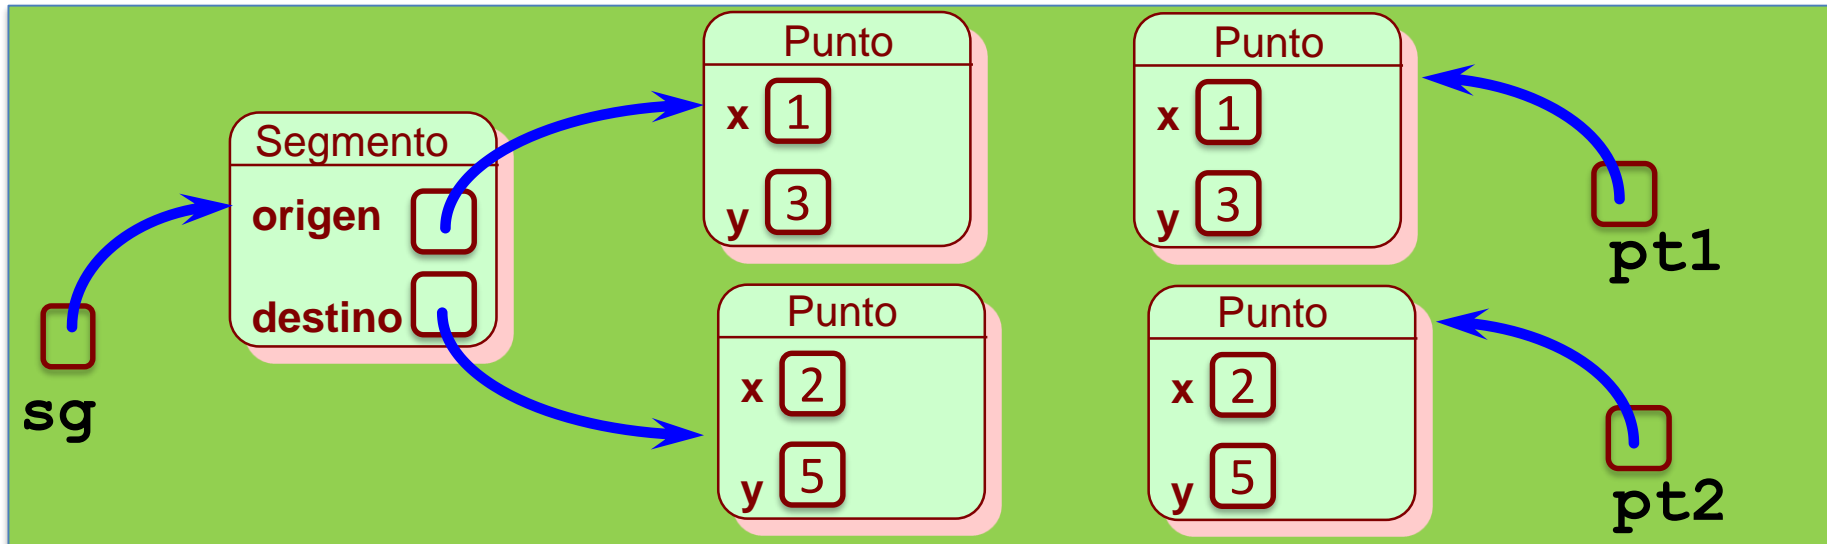 Punto
x 1
y 3
Punto
x 1
y 3
Segmento
origen
destino
sg
pt1
Punto
x 2
y 5
Punto
x 2
y 5
pt2